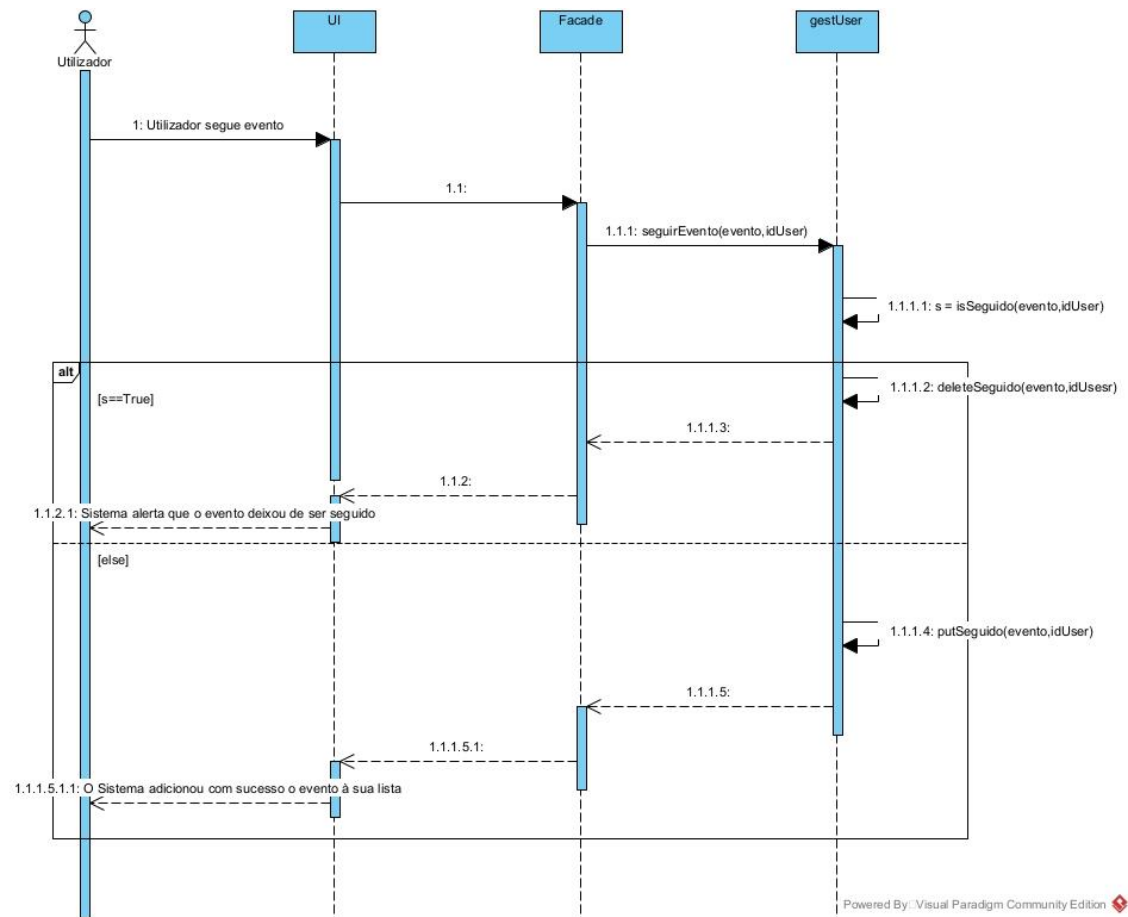 UI
Facade
gestUser
Utilizador
1: Utilizador segue evento
1.1:
1.1.1: seguirEvento(evento,idUser)
1.1.1.1: s = isSeguido(evento,idUser)
alt
[s==True]
1.1.1.2: deleteSeguido(evento,idUsesr)
1.1.1.3:
1.1.2:
1.1.2.1: Sistema alerta que o evento deixou de ser seguido
[else]
1.1.1.4: putSeguido(evento,idUser)
1.1.1.5:
1.1.1.5.1:
1.1.1.5.1.1: O Sistema adicionou com sucesso o evento à sua lista
Powered By Visual Paradigm Community Edition